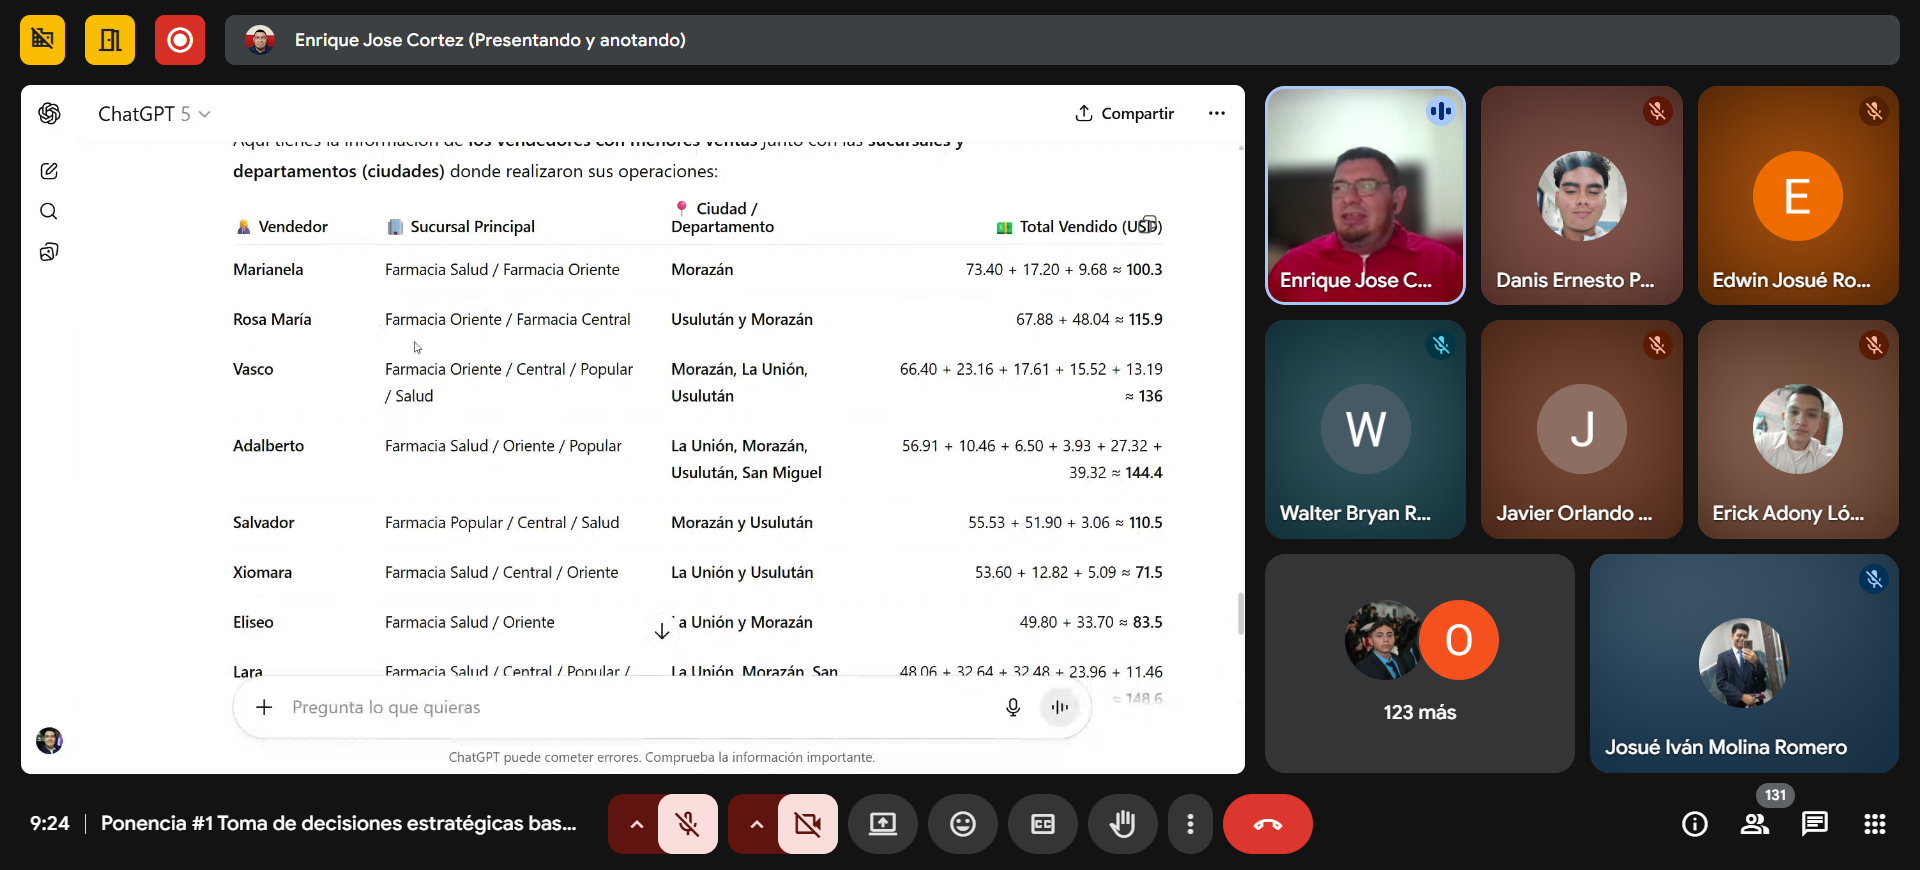 Enrique Jose Cortez (Presentando y anotando)
ChatGPT 5
Compartir
Aquí tienes la información de los vendedores con menores ventas junto con las sucursales y
departamentos (ciudades) donde realizaron sus operaciones:
Vendedor Sucursal Principal Ciudad / Departamento Total Vendido (USD)
Marianela Farmacia Salud / Farmacia Oriente Morazán 73.40 + 17.20 + 9.68 ≈ 100.3
Rosa María Farmacia Oriente / Farmacia Central Usulután y Morazán 67.88 + 48.04 ≈ 115.9
Vasco Farmacia Oriente / Central / Popular Morazán, La Unión, 66.40 + 23.16 + 17.61 + 15.52 + 13.19
/ Salud Usulután ≈ 136
Adalberto Farmacia Salud / Oriente / Popular La Unión, Morazán, 56.91 + 10.46 + 6.50 + 3.93 + 27.32 +
Usulután, San Miguel 39.32 ≈ 144.4
Salvador Farmacia Popular / Central / Salud Morazán y Usulután 55.53 + 51.90 + 3.06 ≈ 110.5
Xiomara Farmacia Salud / Central / Oriente La Unión y Usulután 53.60 + 12.82 + 5.09 ≈ 71.5
Eliseo Farmacia Salud / Oriente La Unión y Morazán 49.80 + 33.70 ≈ 83.5
Lara Farmacia Salud / Central / Popular / La Unión, Morazán, San 48.06 + 32.64 + 32.48 + 23.96 + 11.46
≈ 148.6
Pregunta lo que quieras
ChatGPT puede cometer errores. Comprueba la información importante.
Enrique Jose C...
Danis Ernesto P...
E
Edwin Josué Ro...
W
Walter Bryan R...
J
Javier Orlando ...
Erick Adony Ló...
O
123 más
Josué Iván Molina Romero
9:24
Ponencia #1 Toma de decisiones estratégicas bas...
CC
131